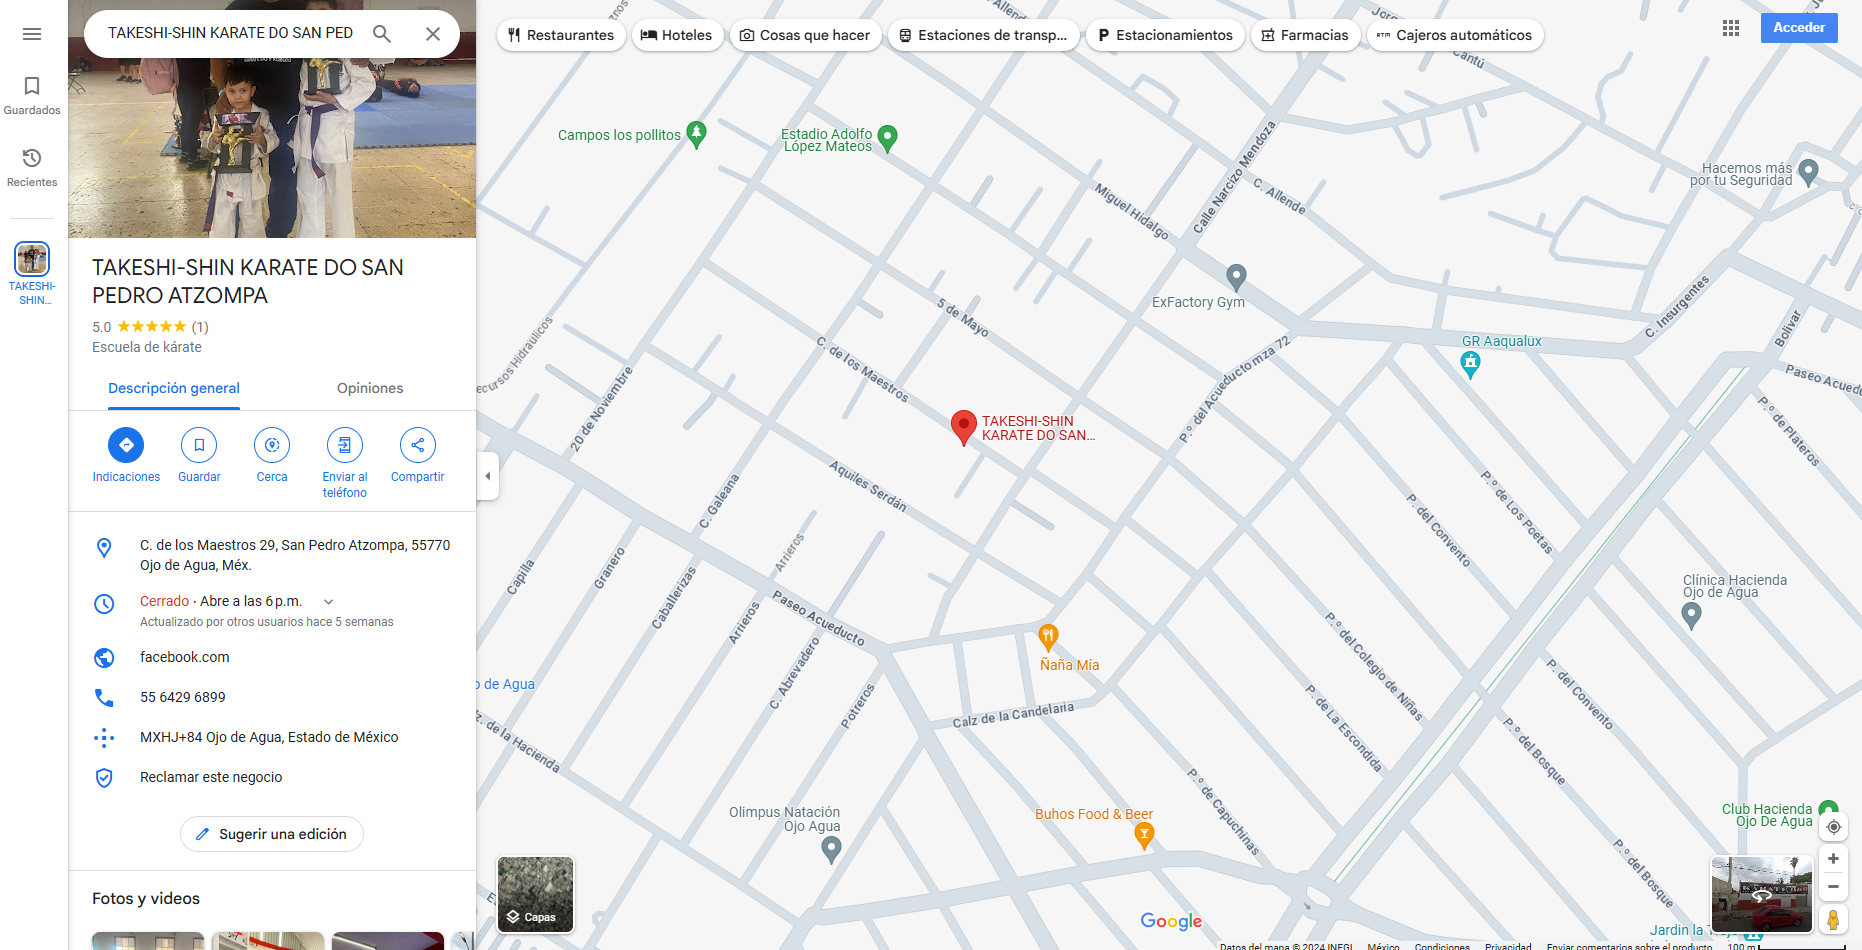 TAKESHI-SHIN KARATE DO SAN PED
Guardados
Recientes
TAKESHI-
SHIN...
TAKESHI-SHIN KARATE DO SAN
PEDRO ATZOMPA
5.0 (1)
Escuela de kárate
Descripción general
Opiniones
Indicaciones
Guardar
Cerca
Enviar al
teléfono
Compartir
C. de los Maestros 29, San Pedro Atzompa, 55770
Ojo de Agua, Méx.
Cerrado · Abre a las 6 p.m.
Actualizado por otros usuarios hace 5 semanas
facebook.com
55 6429 6899
MXHJ+84 Ojo de Agua, Estado de México
Reclamar este negocio
Sugerir una edición
Fotos y videos
Restaurantes
Hoteles
Cosas que hacer
Estaciones de transp...
Estacionamientos
Farmacias
Cajeros automáticos
Acceder
Campos los pollitos
Estadio Adolfo
López Mateos
Calle Narcizo Mendoza
Miguel Hidalgo
C. Allende
Hacemos más
por tu Seguridad
ExFactory Gym
5 de Mayo
C. de los Maestros
20 de Noviembre
P.º del Acueducto mza 72
GR Aaqualux
C. Insurgentes
Bolivar
Paseo Acued
P.º de Plateros
TAKESHI-SHIN
KARATE DO SAN...
Aquiles Serdán
C. Galeana
Arrieros
Granero
Capilla
Caballerizas
Arrieros
Paseo Acueducto
C. Abrevadero
Potreros
P.º del Convento
P.º de Los Poetas
Clínica Hacienda
Ojo de Agua
Ñaña Mía
Calz de la Candelaria
P.º del Colegio de Niñas
P. de La Escondida
P.º del Convento
P.º del Bosque
P.º de Capuchinas
o de Agua
z. de la Hacienda
Olimpus Natación
Ojo Agua
Buhos Food & Beer
Club Hacienda
Ojo De Agua
P.º del Bosque
Capas
Google
Datos del mapa © 2024 INEGI
México
Condiciones
Privacidad
Enviar comentarios sobre el producto
100 m